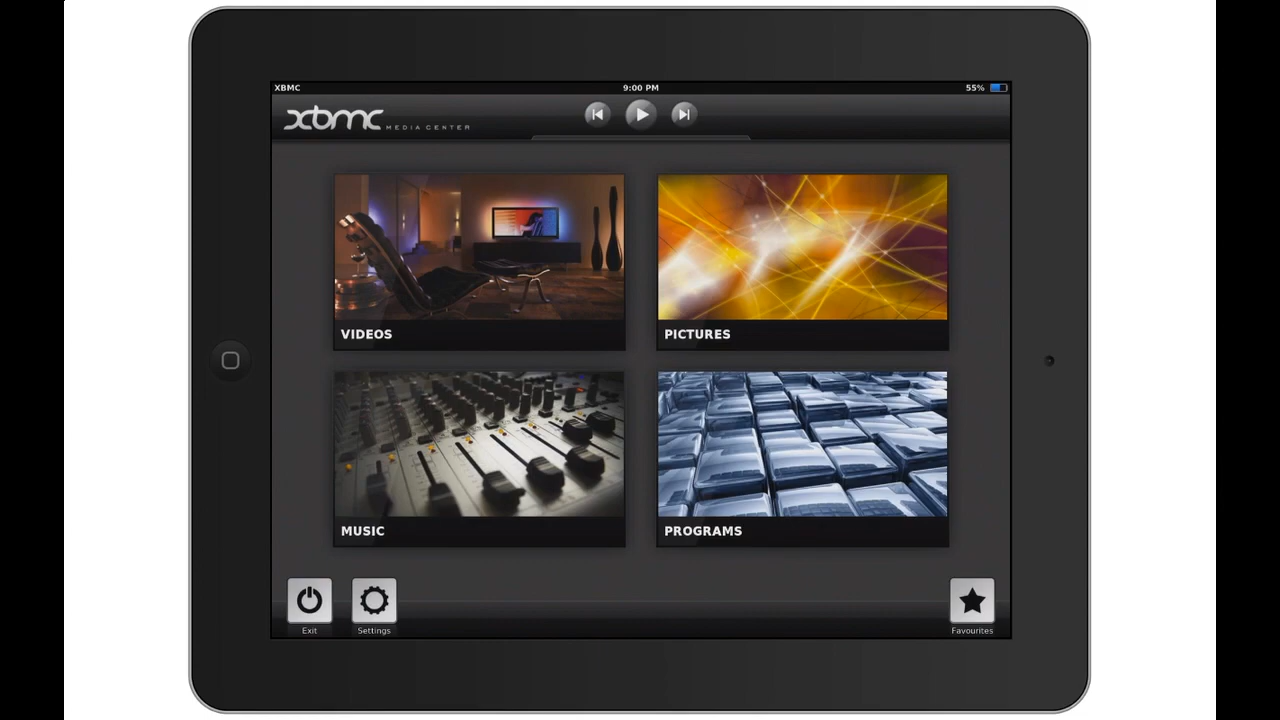 XBMC 9:00 PM 55%
xbmc MEDIA CENTER
VIDEOS
PICTURES
MUSIC
PROGRAMS
Exit
Settings
Favourites